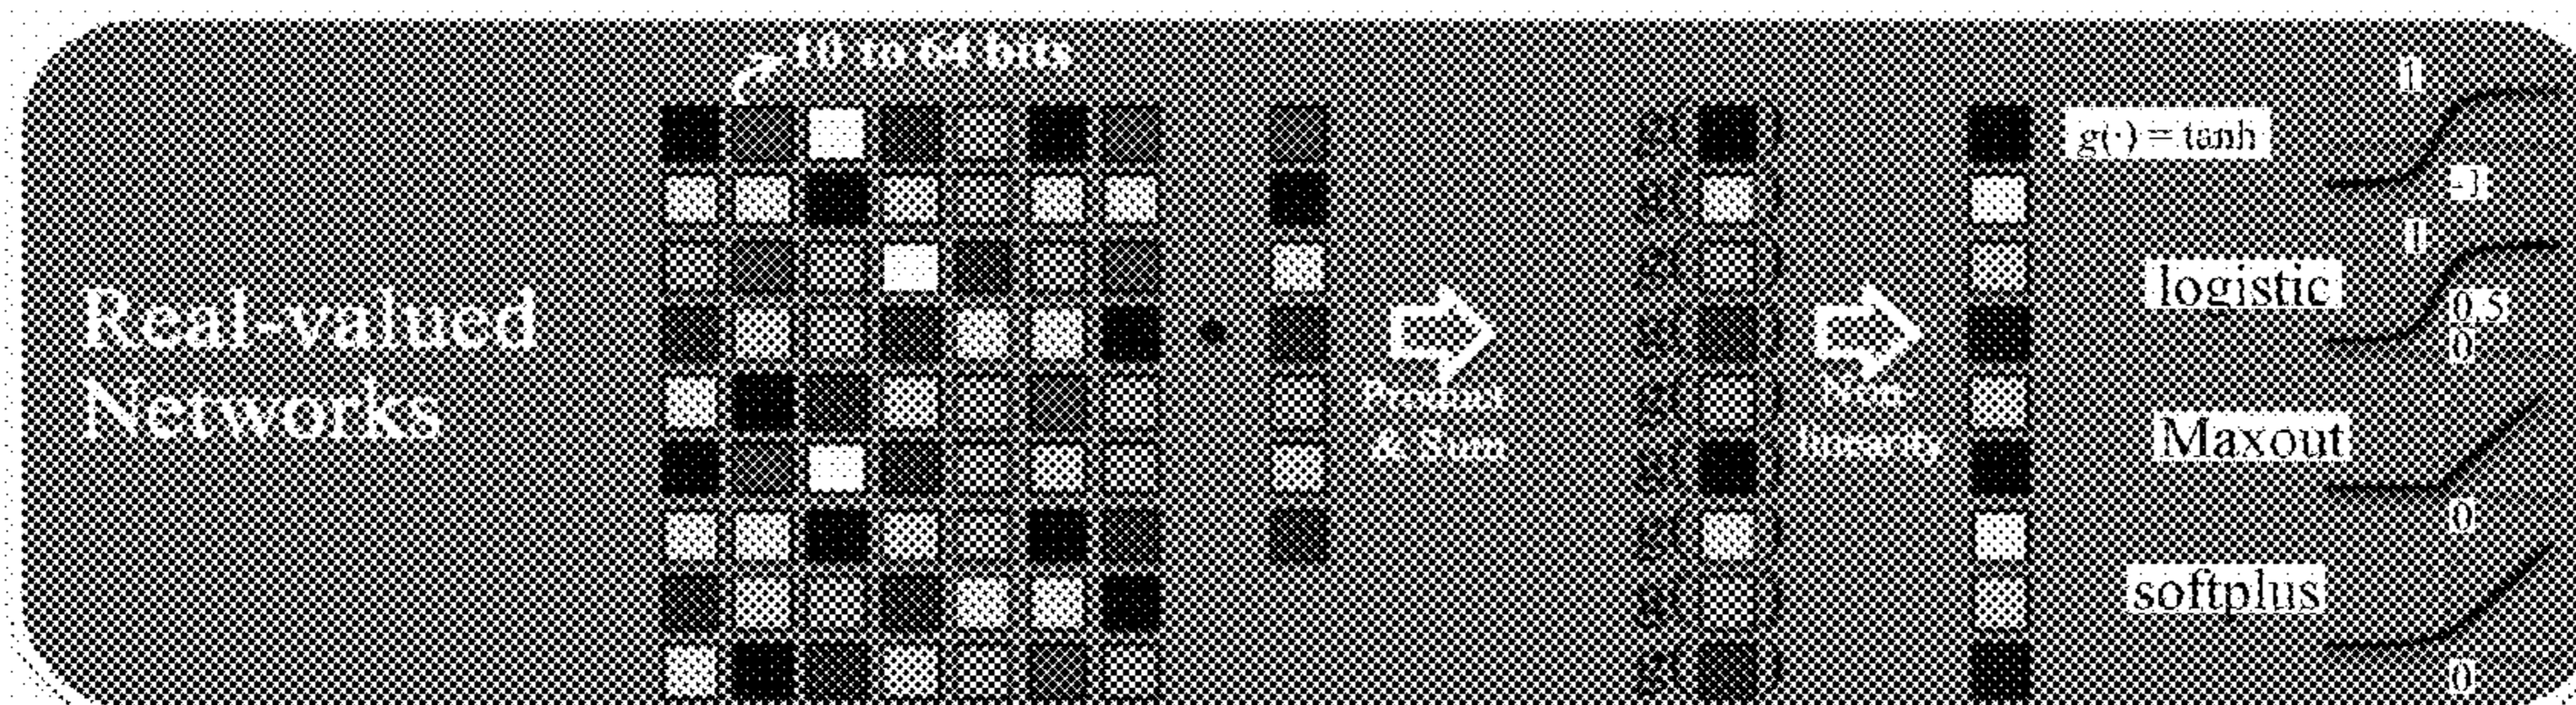 10 to 64 bits
Real-valued
Networks
Product
& Sum
Non-
linearity
g(·) = tanh
1
-1
logistic
1
0.5
0
Maxout
0
softplus
0